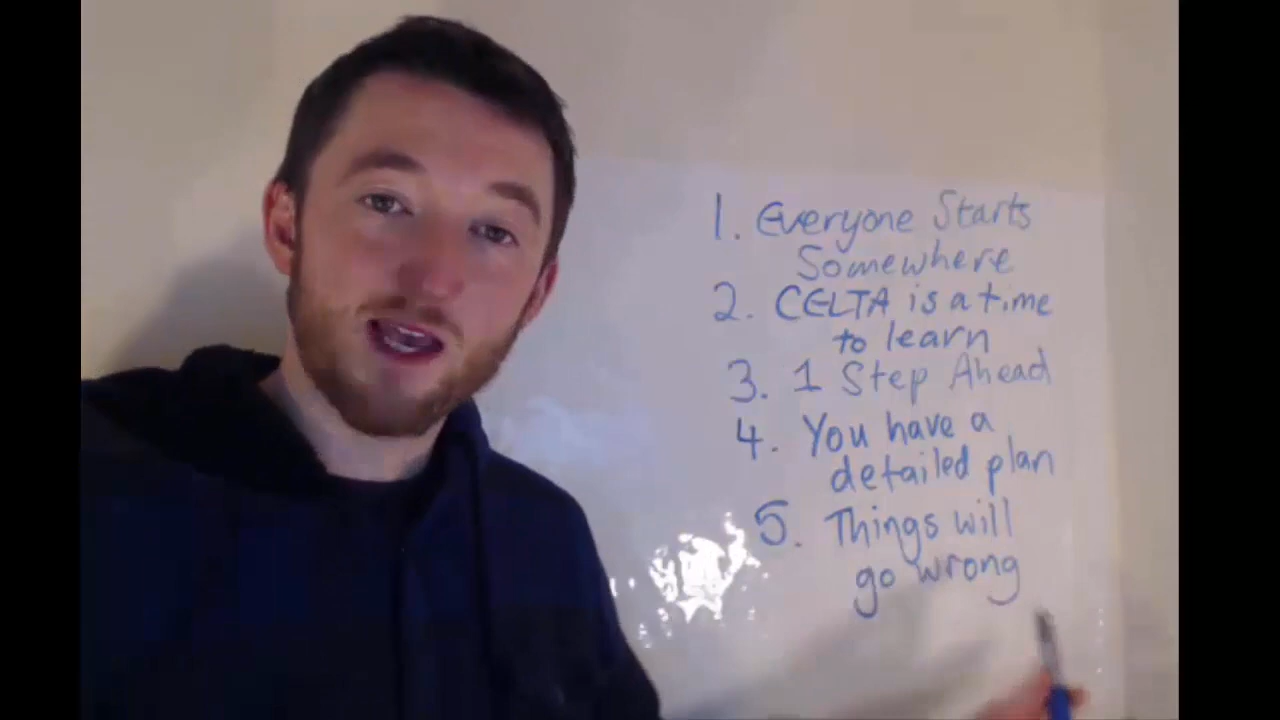 1. Everyone Starts
Somewhere
2. CELTA is a time
to learn
3. 1 Step Ahead
4. You have a
detailed plan
5. Things will
go wrong